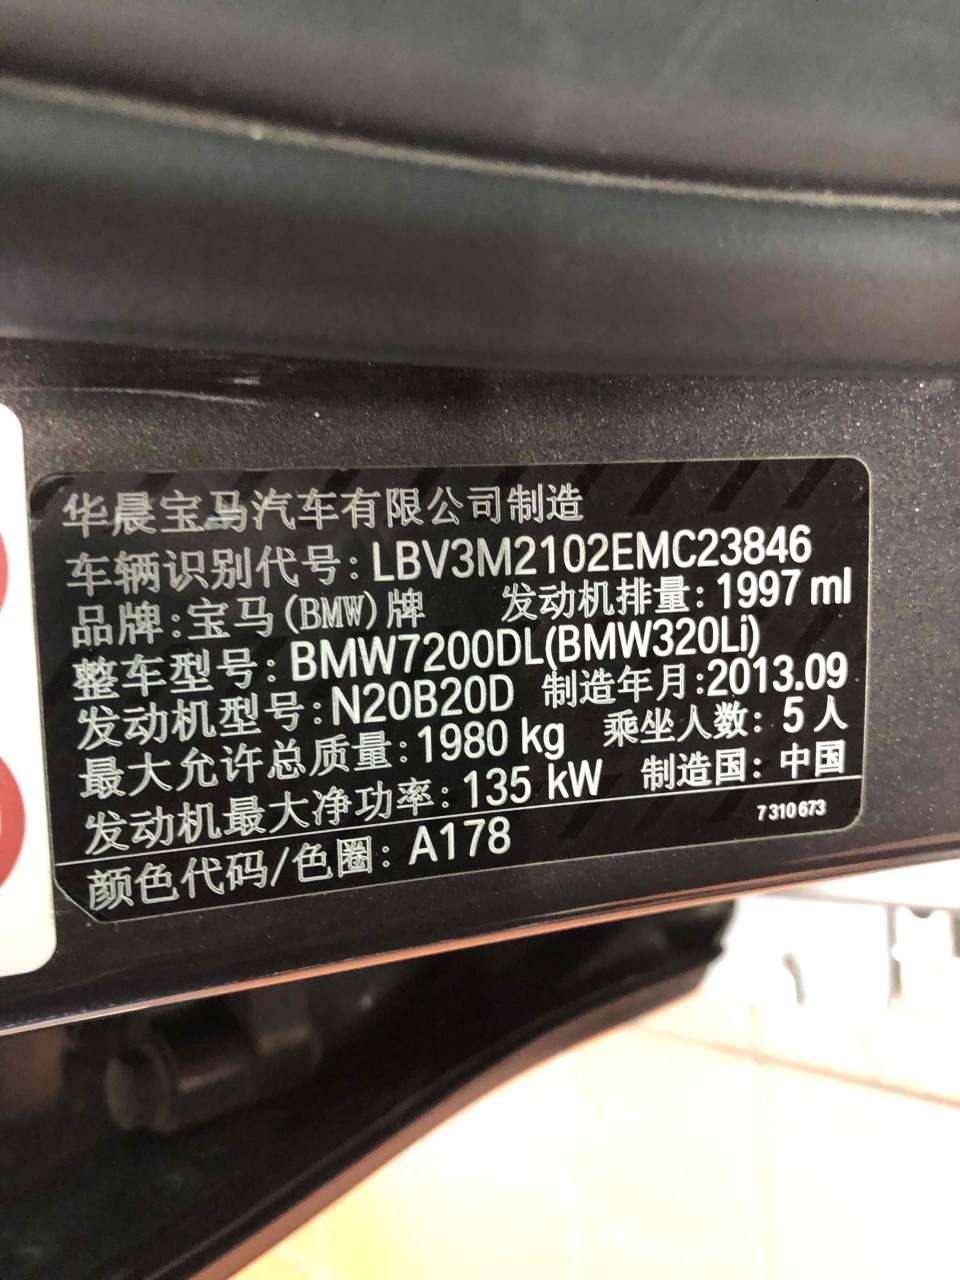 华晨宝马汽车有限公司制造
车辆识别代号: LBV3M2102EMC23846
品牌: 宝马(BMW)牌 发动机排量: 1997 ml
整车型号: BMW7200DL(BMW320Li)
发动机型号: N20B20D 制造年月: 2013.09
最大允许总质量: 1980 kg 乘坐人数: 5 人
发动机最大净功率: 135 kW 制造国: 中国
7 310 673
颜色代码/色圈: A178